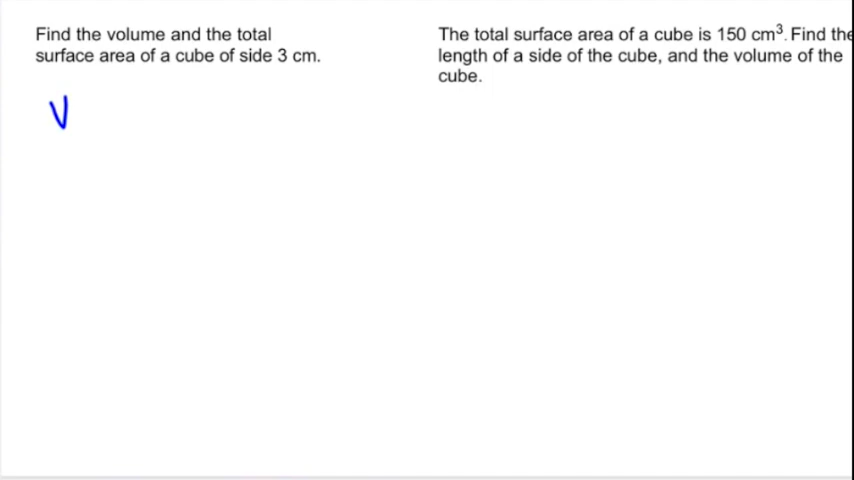 Find the volume and the total
surface area of a cube of side 3 cm.
V
The total surface area of a cube is 150 cm³. Find the
length of a side of the cube, and the volume of the
cube.